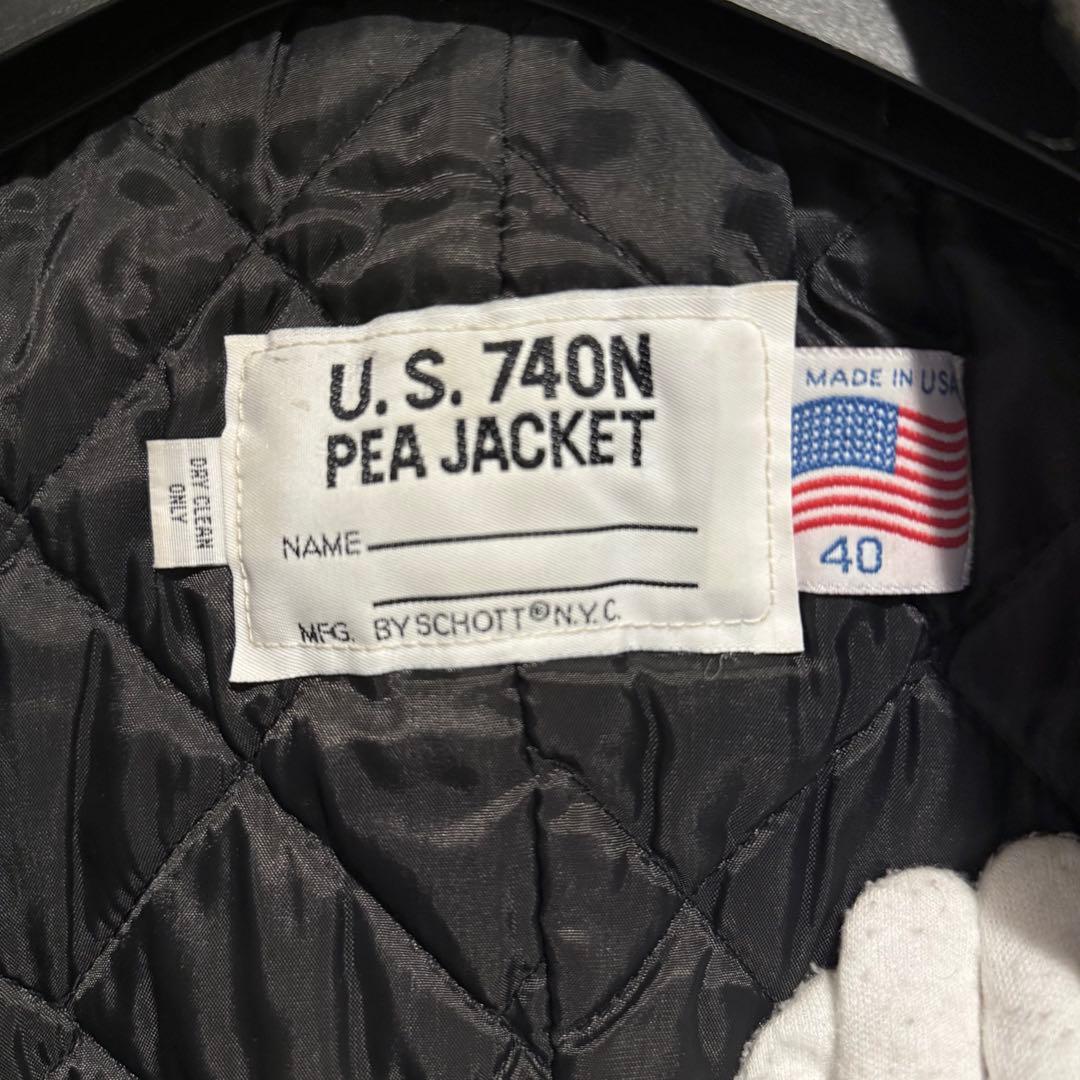 U.S. 740N
PEA JACKET
NAME
MFG. BY SCHOTT® N.Y.C.
DRY CLEAN
ONLY
MADE IN USA
40